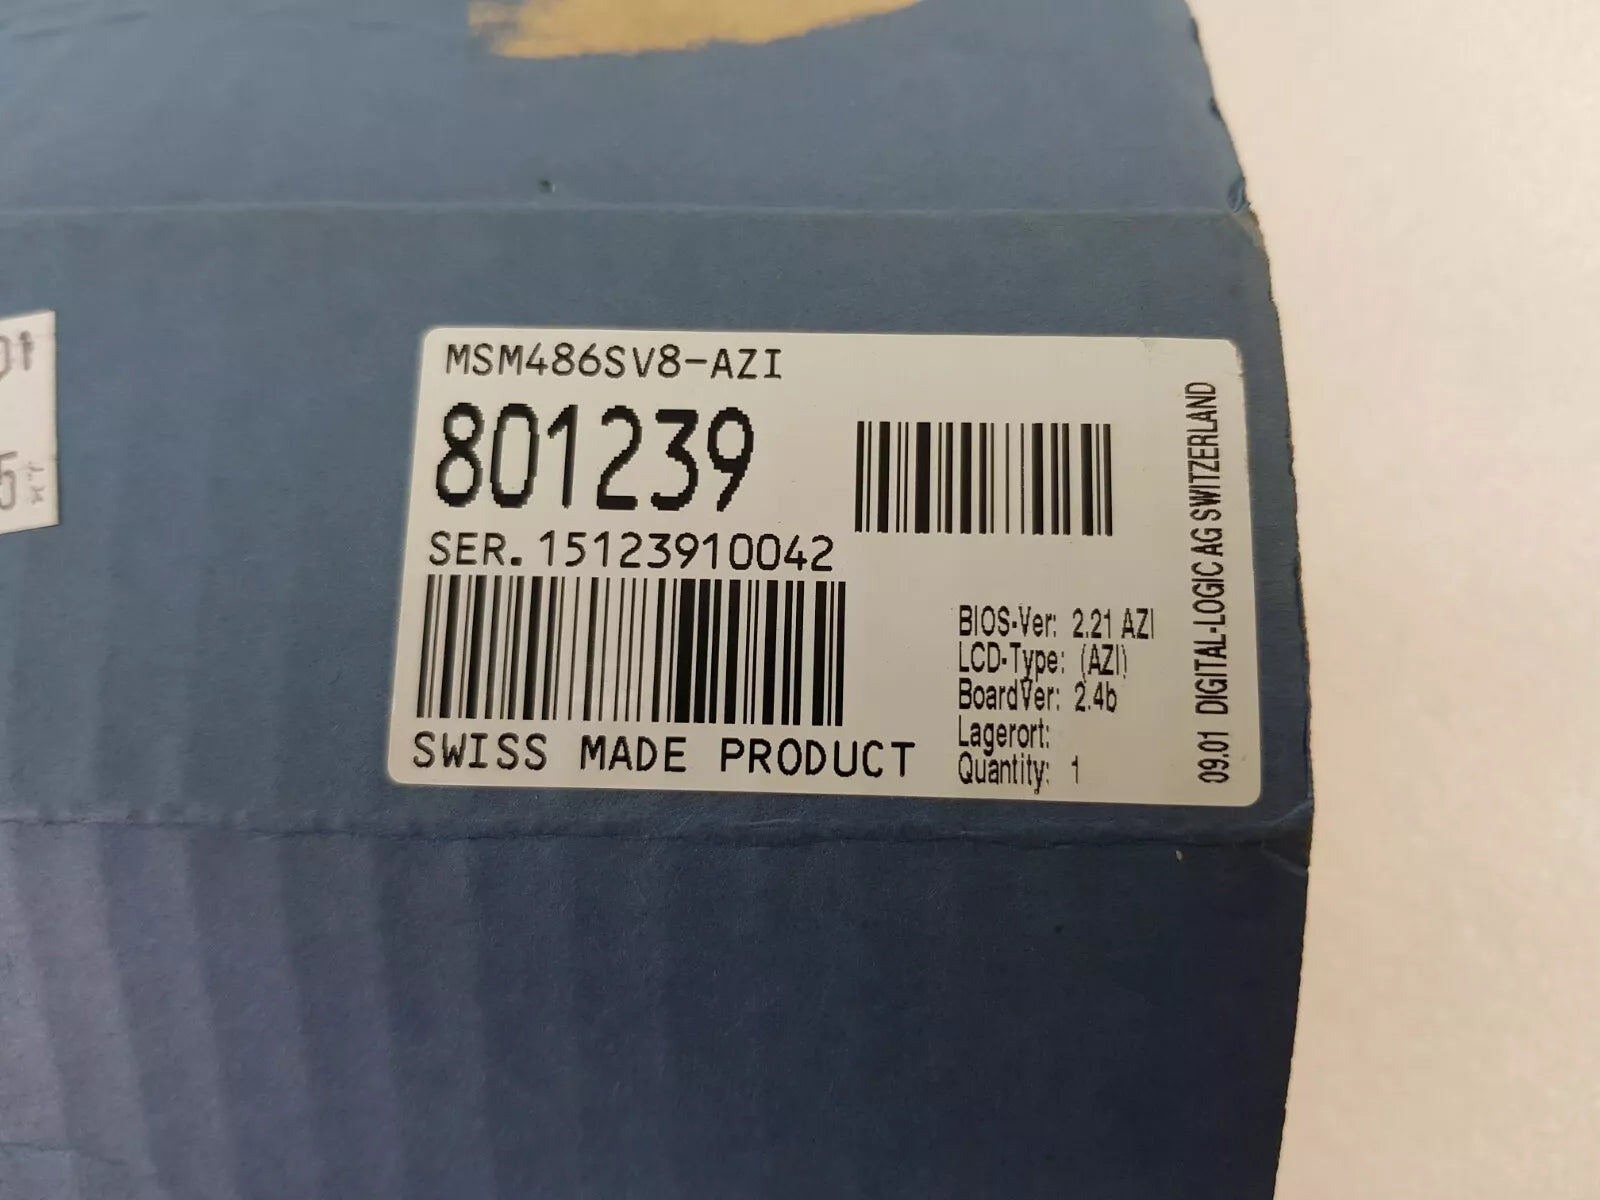 MSM486SV8-AZI
801239
SER. 15123910042
SWISS MADE PRODUCT
BIOS-Ver: 2.21 AZI
LCD-Type: (AZI)
BoardVer: 2.4b
Lagerort:
Quantity: 1
09.01 DIGITAL-LOGIC AG SWITZERLAND